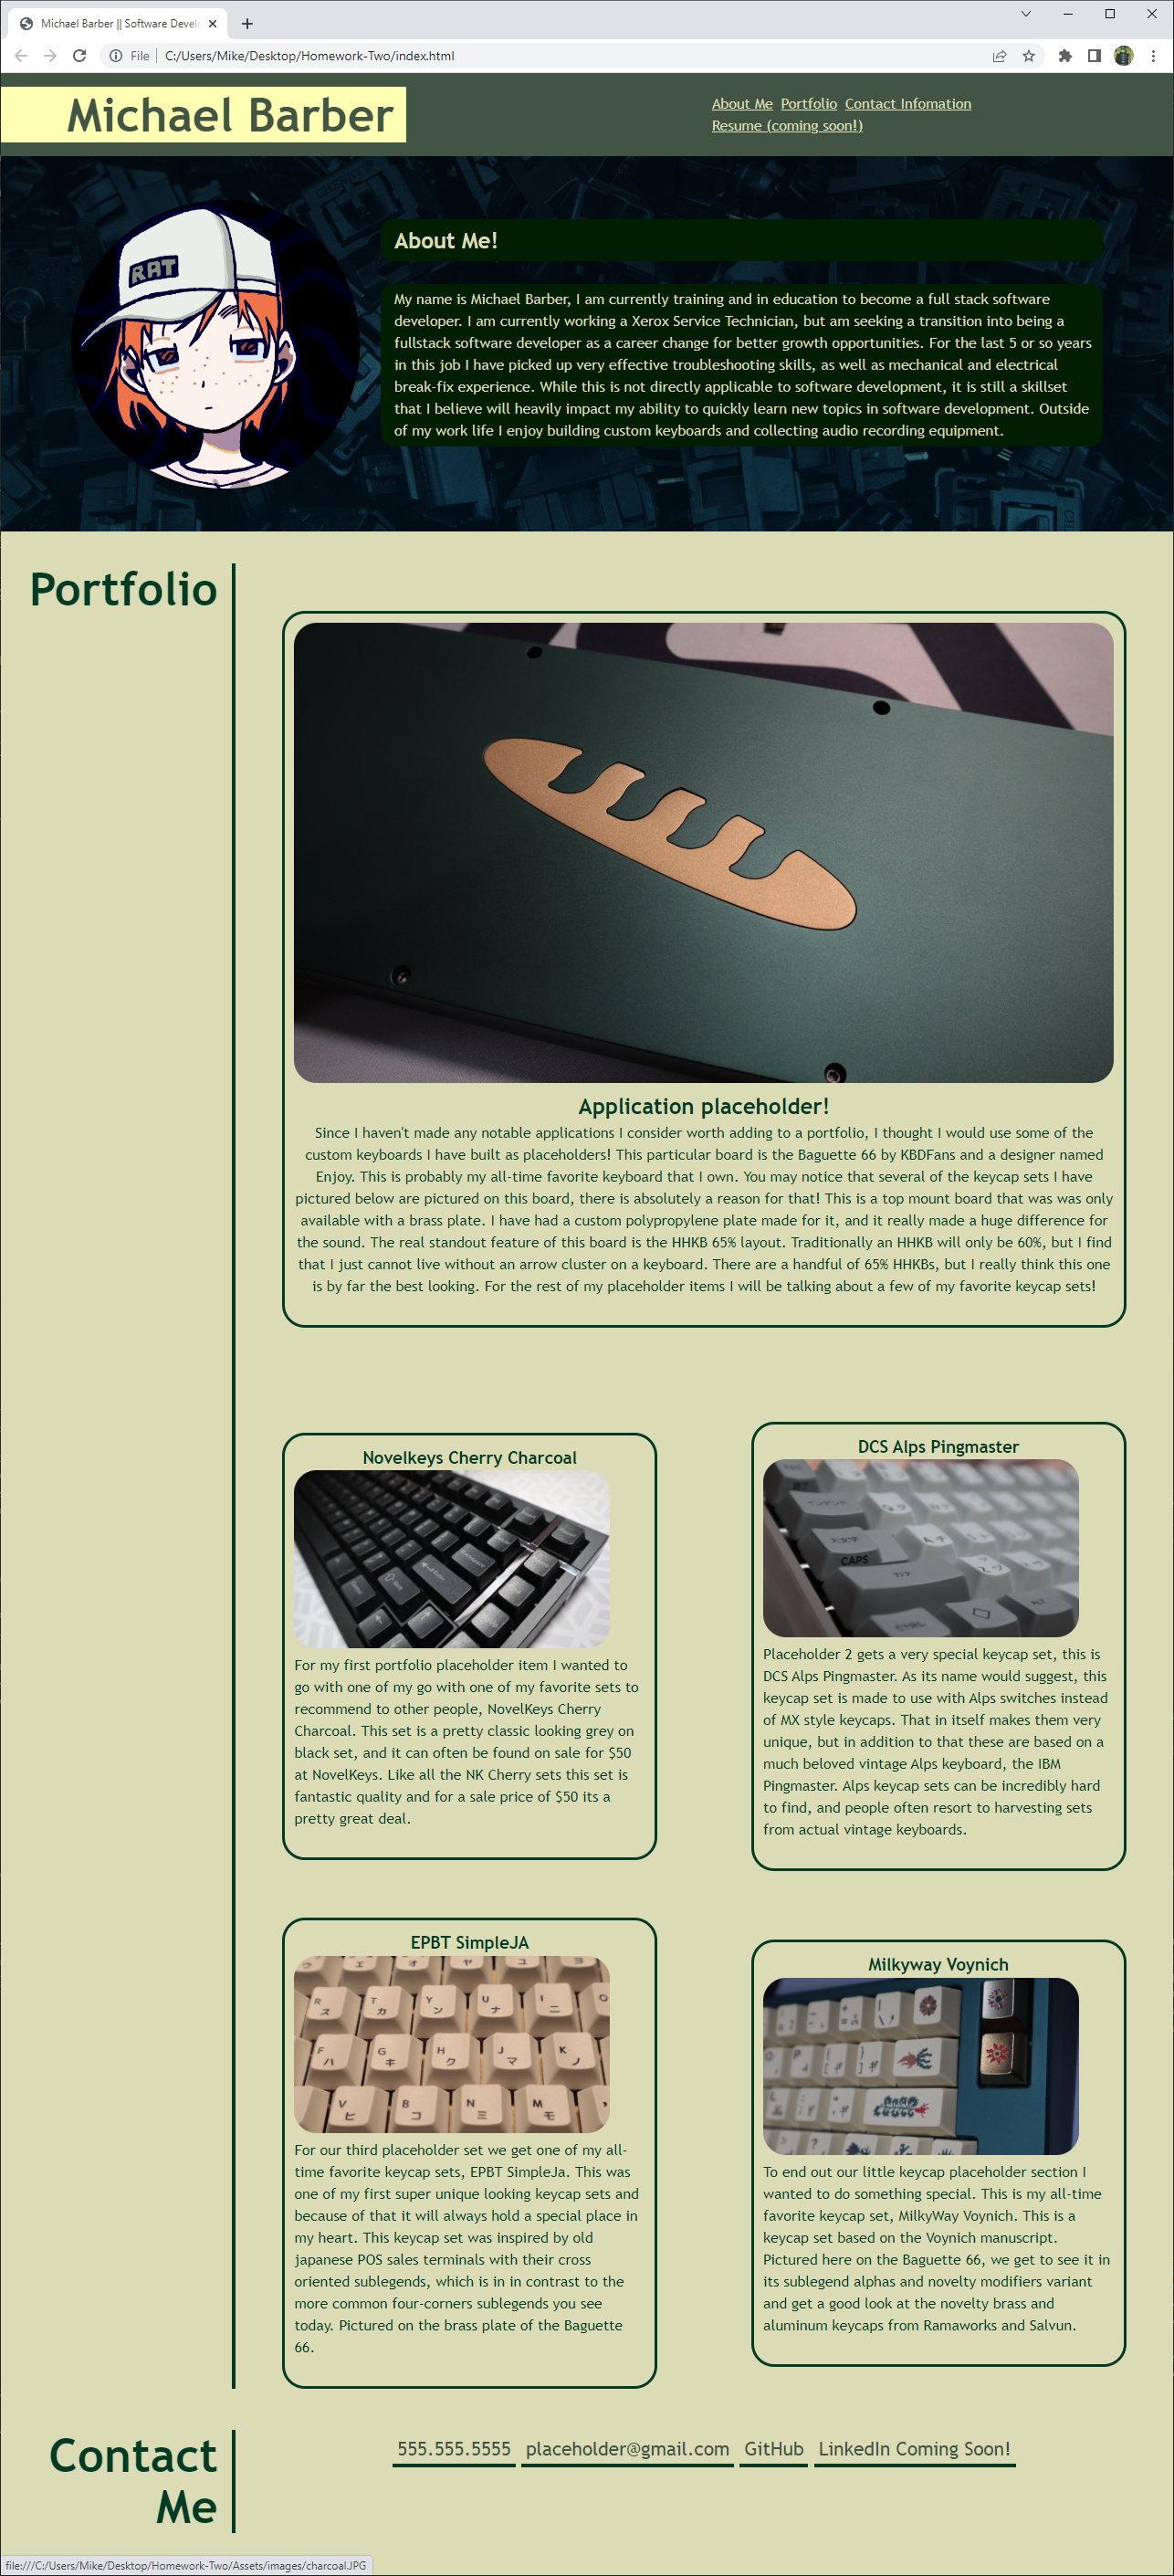 Michael Barber || Software Devel
File
C:/Users/Mike/Desktop/Homework-Two/index.html
Michael Barber
About Me Portfolio Contact Infomation
Resume (coming soon!)
RAT
About Me!
My name is Michael Barber, I am currently training and in education to become a full stack software
developer. I am currently working a Xerox Service Technician, but am seeking a transition into being a
fullstack software developer as a career change for better growth opportunities. For the last 5 or so years
in this job I have picked up very effective troubleshooting skills, as well as mechanical and electrical
break-fix experience. While this is not directly applicable to software development, it is still a skillset
that I believe will heavily impact my ability to quickly learn new topics in software development. Outside
of my work life I enjoy building custom keyboards and collecting audio recording equipment.
Portfolio
Application placeholder!
Since I haven't made any notable applications I consider worth adding to a portfolio, I thought I would use some of the
custom keyboards I have built as placeholders! This particular board is the Baguette 66 by KBDFans and a designer named
Enjoy. This is probably my all-time favorite keyboard that I own. You may notice that several of the keycap sets I have
pictured below are pictured on this board, there is absolutely a reason for that! This is a top mount board that was was only
available with a brass plate. I have had a custom polypropylene plate made for it, and it really made a huge difference for
the sound. The real standout feature of this board is the HHKB 65% layout. Traditionally an HHKB will only be 60%, but I find
that I just cannot live without an arrow cluster on a keyboard. There are a handful of 65% HHKBs, but I really think this one
is by far the best looking. For the rest of my placeholder items I will be talking about a few of my favorite keycap sets!
Novelkeys Cherry Charcoal
For my first portfolio placeholder item I wanted to
go with one of my go with one of my favorite sets to
recommend to other people, NovelKeys Cherry
Charcoal. This set is a pretty classic looking grey on
black set, and it can often be found on sale for $50
at NovelKeys. Like all the NK Cherry sets this set is
fantastic quality and for a sale price of $50 its a
pretty great deal.
DCS Alps Pingmaster
CAPS
CTRL
ALT
Placeholder 2 gets a very special keycap set, this is
DCS Alps Pingmaster. As its name would suggest, this
keycap set is made to use with Alps switches instead
of MX style keycaps. That in itself makes them very
unique, but in addition to that these are based on a
much beloved vintage Alps keyboard, the IBM
Pingmaster. Alps keycap sets can be incredibly hard
to find, and people often resort to harvesting sets
from actual vintage keyboards.
EPBT SimpleJA
R ス T カ Y ン U ナ I ニ O
F ハ G キ H ク J マ K ノ
V ヒ B コ N ミ M モ
For our third placeholder set we get one of my all-
time favorite keycap sets, EPBT SimpleJa. This was
one of my first super unique looking keycap sets and
because of that it will always hold a special place in
my heart. This keycap set was inspired by old
japanese POS sales terminals with their cross
oriented sublegends, which is in in contrast to the
more common four-corners sublegends you see
today. Pictured on the brass plate of the Baguette
66.
Milkyway Voynich
To end out our little keycap placeholder section I
wanted to do something special. This is my all-time
favorite keycap set, MilkyWay Voynich. This is a
keycap set based on the Voynich manuscript.
Pictured here on the Baguette 66, we get to see it in
its sublegend alphas and novelty modifiers variant
and get a good look at the novelty brass and
aluminum keycaps from Ramaworks and Salvun.
Contact
Me
555.555.5555 placeholder@gmail.com GitHub LinkedIn Coming Soon!
file:///C:/Users/Mike/Desktop/Homework-Two/Assets/images/charcoal.JPG